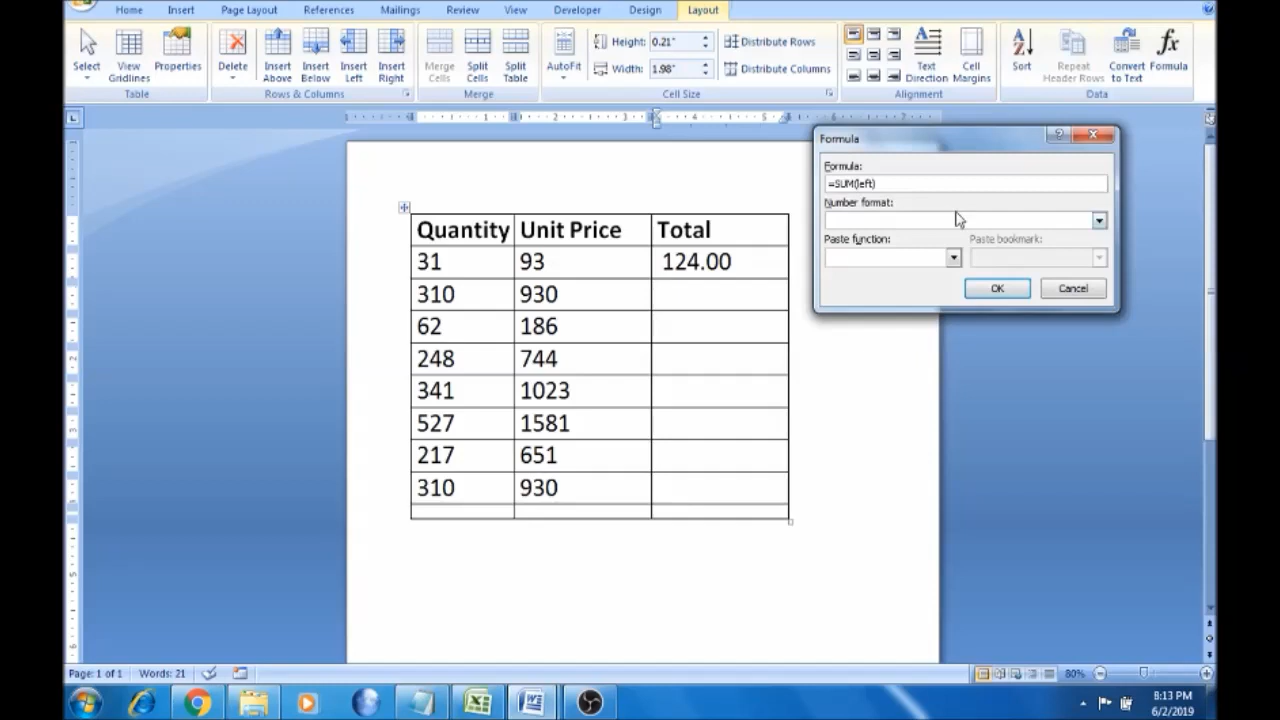 Home Insert Page Layout References Mailings Review View Developer Design Layout
Select View Gridlines Properties
Delete Insert Above Insert Below Insert Left Insert Right
Merge Cells Split Cells Split Table
AutoFit Height: 0.21" Distribute Rows
Width: 1.98" Distribute Columns
Text Direction Cell Margins
Sort Repeat Header Rows Convert to Text fx Formula
Table Rows & Columns Merge Cell Size Alignment Data
Formula
Formula:
=SUM(left)
Number format:
Paste function: Paste bookmark:
OK Cancel
Quantity Unit Price Total
31 93 124.00
310 930
62 186
248 744
341 1023
527 1581
217 651
310 930
Page: 1 of 1 Words: 21 80%
8:13 PM
6/2/2019